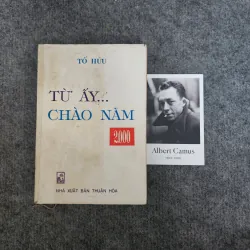 TỐ HỮU
TỪ ẤY...
CHÀO NĂM
2000
NHÀ XUẤT BẢN THUẬN HÓA
Albert Camus